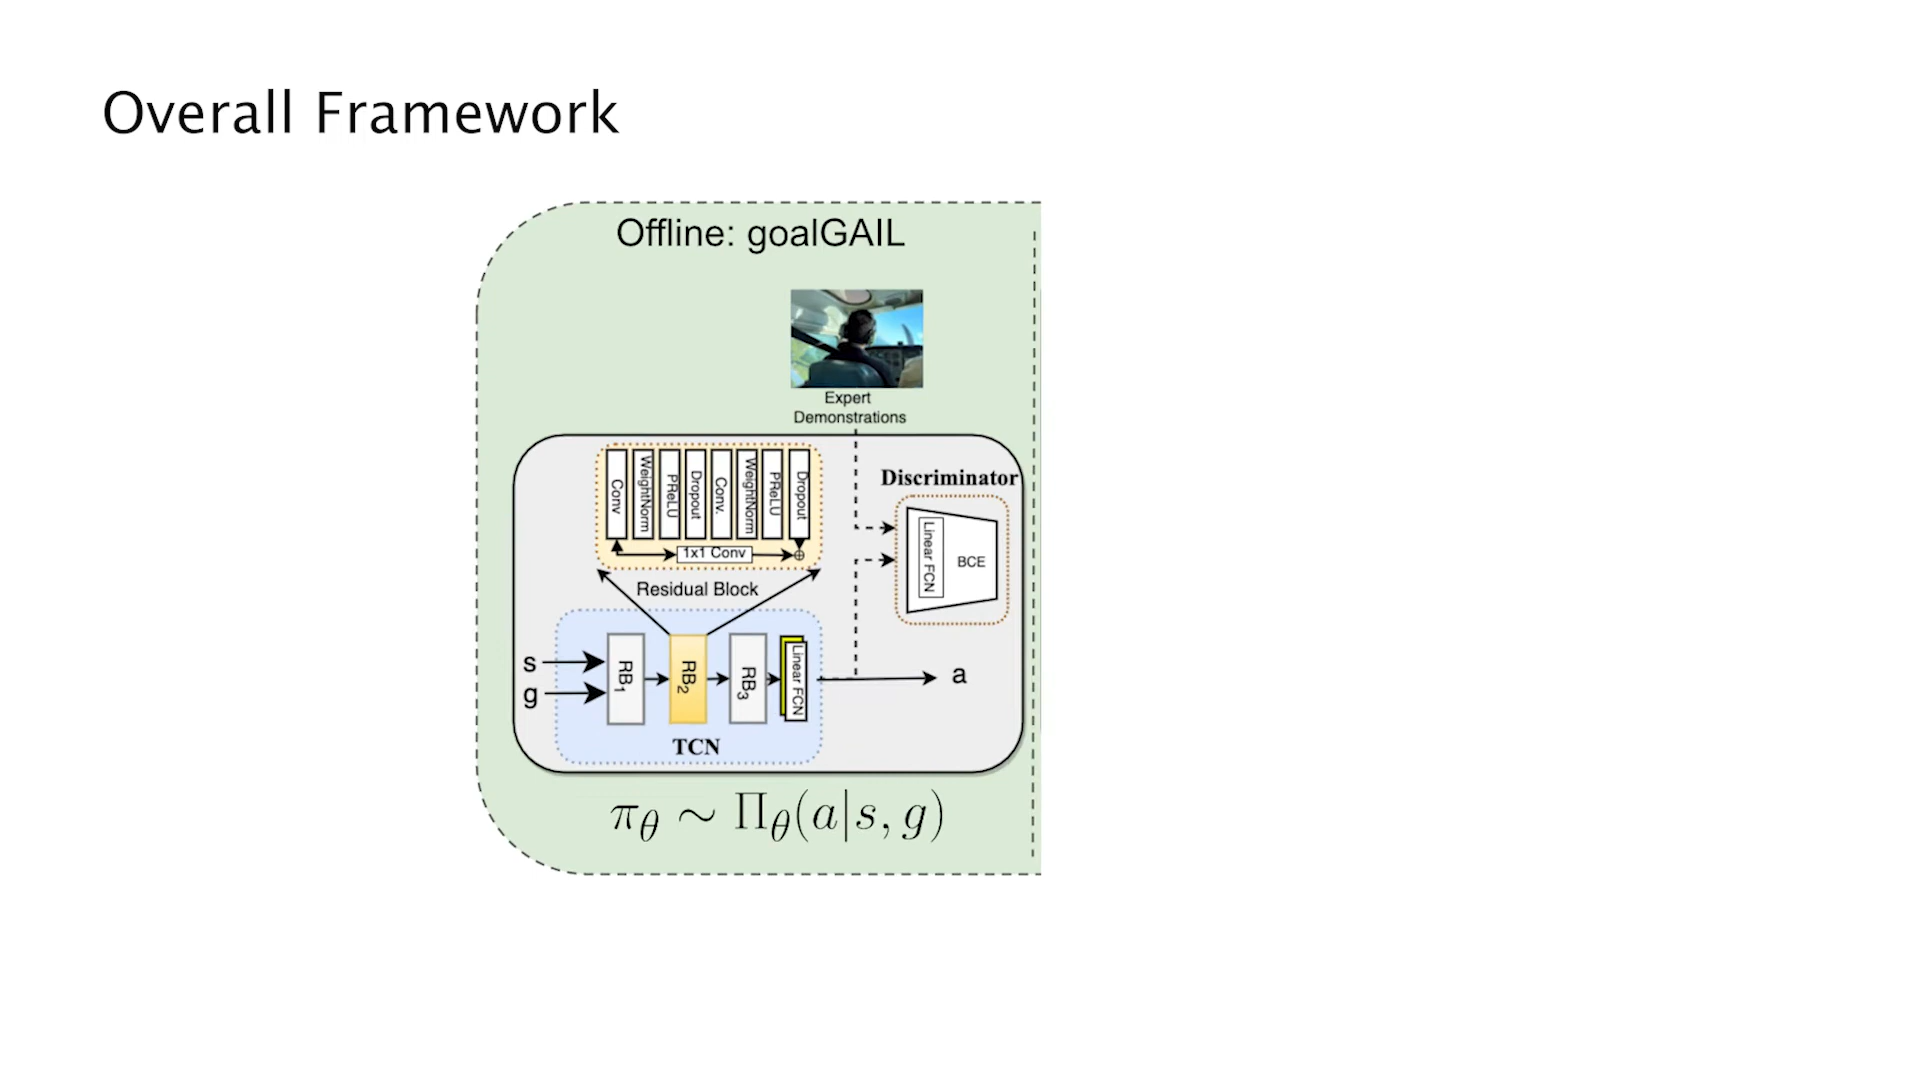 Overall Framework
Offline: goalGAIL
Expert
Demonstrations
Conv
WeightNorm
PReLU
Dropout
Conv.
WeightNorm
PReLU
Dropout
1x1 Conv
Residual Block
Discriminator
Linear FCN
BCE
s
g
RB₁
RB₂
RB₃
Linear FCN
a
TCN
π_θ ∼ Π_θ(a|s, g)